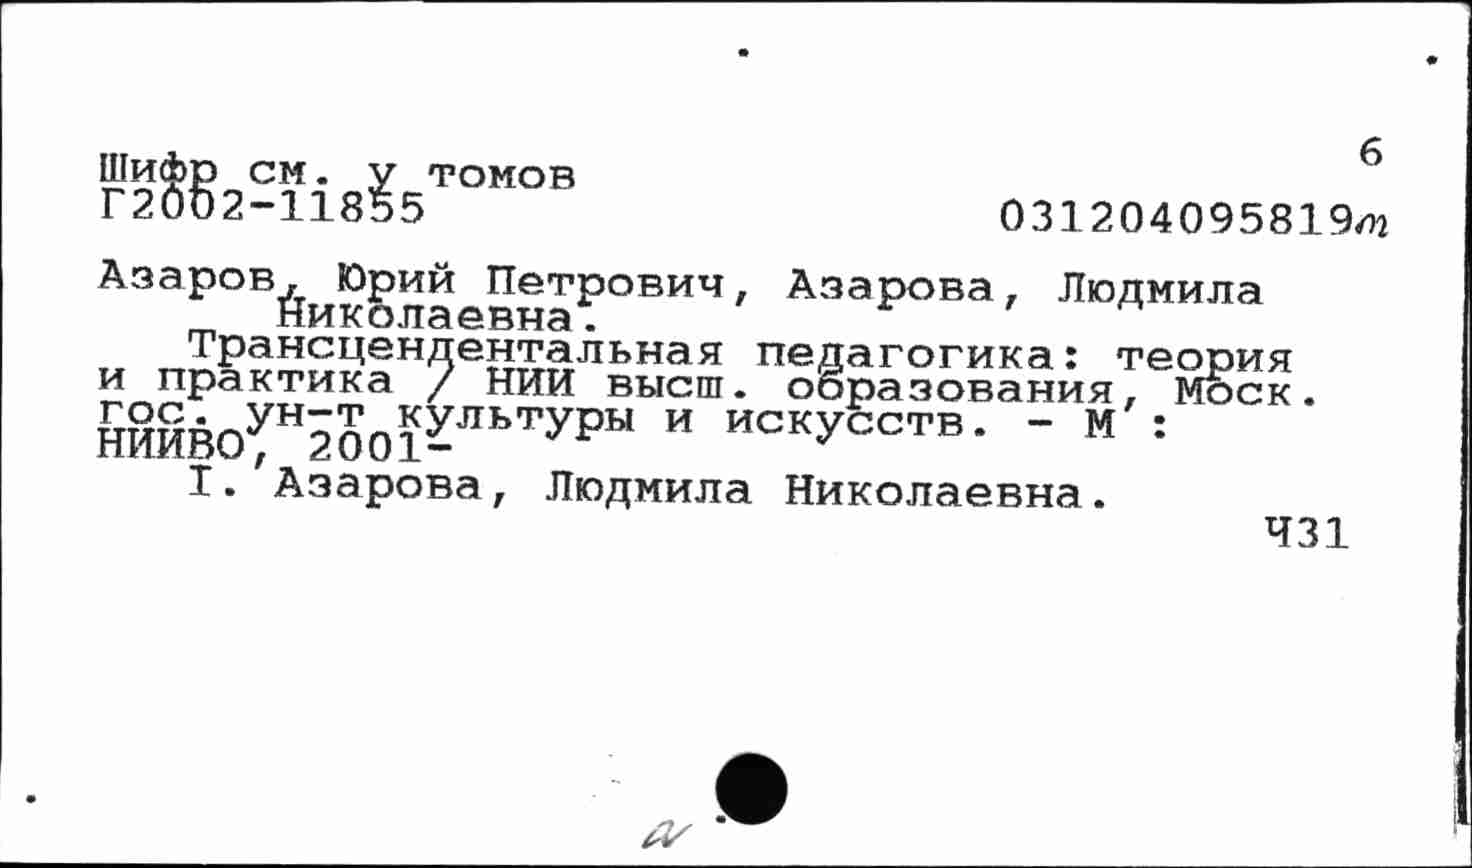 6
Шифр см. у томов
Г2002-11855
031204095819т
Азаров, Юрий Петрович, Азарова, Людмила
Николаевна.
Трансцендентальная педагогика: теория
и практика / НИИ высш. образования, Моск.
гос. ун-т культуры и искусств. - М :
НИИВО, 2001-
I. Азарова, Людмила Николаевна.
Ч31